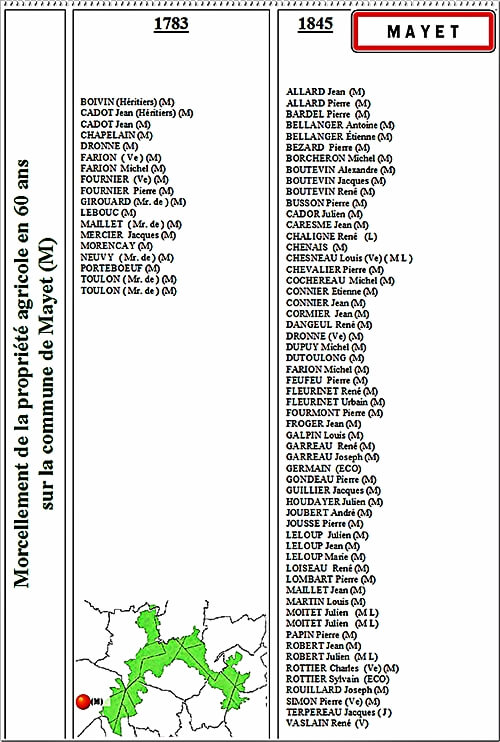 1783
1845
MAYET
Morcellement de la propriété agricole en 60 ans
sur la commune de Mayet (M)
BOIVIN (Héritiers) (M)
CADOT Jean (Héritiers) (M)
CADOT Jean (M)
CHAPELAIN (M)
DRONNE (M)
FARION ( Ve ) (M)
FARION Michel (M)
FOURNIER (Ve) (M)
FOURNIER Pierre (M)
GIROUARD (Mr. de ) (M)
LEBOUC (M)
MAILLET ( Mr. de ) (M)
MERCIER Jacques (M)
MORENCAY (M)
NEUVY ( Mr. de ) (M)
PORTEBOEUF (M)
TOULON ( Mr. de ) (M)
TOULON ( Mr. de ) (M)
ALLARD Jean (M)
ALLARD Pierre (M)
BARDEL Pierre (M)
BELLANGER Antoine (M)
BELLANGER Étienne (M)
BEZARD Pierre (M)
BORCHERON Michel (M)
BOUTEVIN Alexandre (M)
BOUTEVIN Jacques (M)
BOUTEVIN René (M)
BUSSON Pierre (M)
CADOR Julien (M)
CARESME Jean (M)
CHALIGNE René (L)
CHENAIS (M)
CHESNEAU Louis (Ve) ( M L )
CHEVALIER Pierre (M)
COCHEREAU Michel (M)
CONNIER Etienne (M)
CONNIER Jean (M)
CORMIER Jean (M)
DANGEUL René (M)
DRONNE (Ve) (M)
DUPUY Michel (M)
DUTOULONG (M)
FARION Michel (M)
FEUFEU Pierre (M)
FLEURINET René (M)
FLEURINET Urbain (M)
FOURMONT Pierre (M)
FROGER Jean (M)
GALPIN Louis (M)
GARREAU René (M)
GARREAU Joseph (M)
GERMAIN (ECO)
GONDEAU Pierre (M)
GUILLIER Jacques (M)
HOUDAYER Julien (M)
JOUBERT André (M)
JOUSSE Pierre (M)
LELOUP Julien (M)
LELOUP Jean (M)
LELOUP Marie (M)
LOISEAU René (M)
LOMBART Pierre (M)
MAILLET Jean (M)
MARTIN Louis (M)
MOITET Julien (M L)
MOITET Julien (M L)
PAPIN Pierre (M)
ROBERT Jean (M)
ROBERT Julien (M L)
ROTTIER Charles (Ve) (M)
ROTTIER Sylvain (ECO)
ROUILLARD Joseph (M)
SIMON Pierre (Ve) (M)
TERPEREAU Jacques ( J )
VASLAIN René (V)
(M)